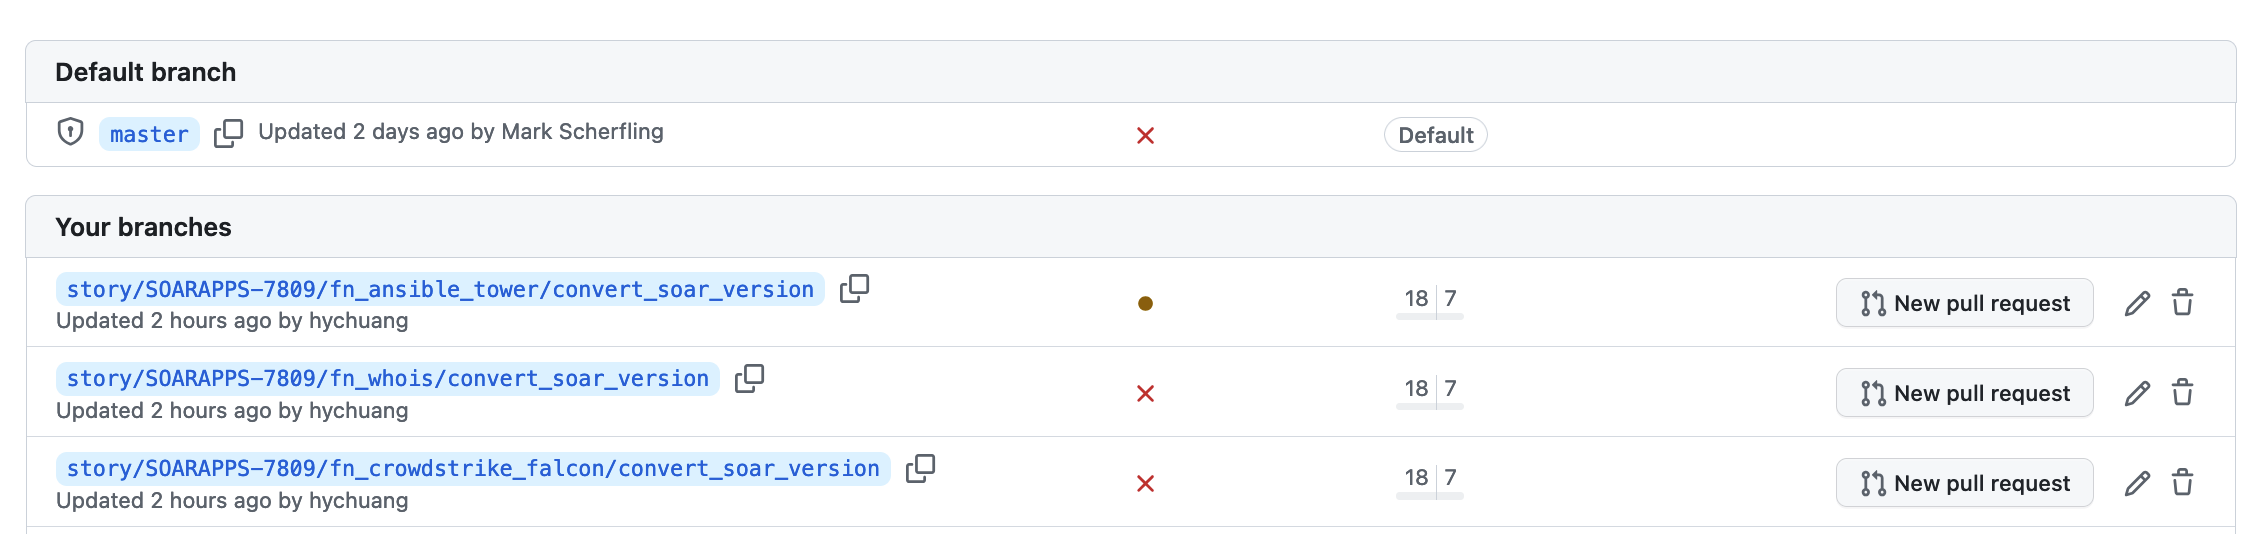 Default branch
master Updated 2 days ago by Mark Scherfling Default
Your branches
story/SOARAPPS-7809/fn_ansible_tower/convert_soar_version
Updated 2 hours ago by hychuang
18 7
New pull request
story/SOARAPPS-7809/fn_whois/convert_soar_version
Updated 2 hours ago by hychuang
18 7
New pull request
story/SOARAPPS-7809/fn_crowdstrike_falcon/convert_soar_version
Updated 2 hours ago by hychuang
18 7
New pull request